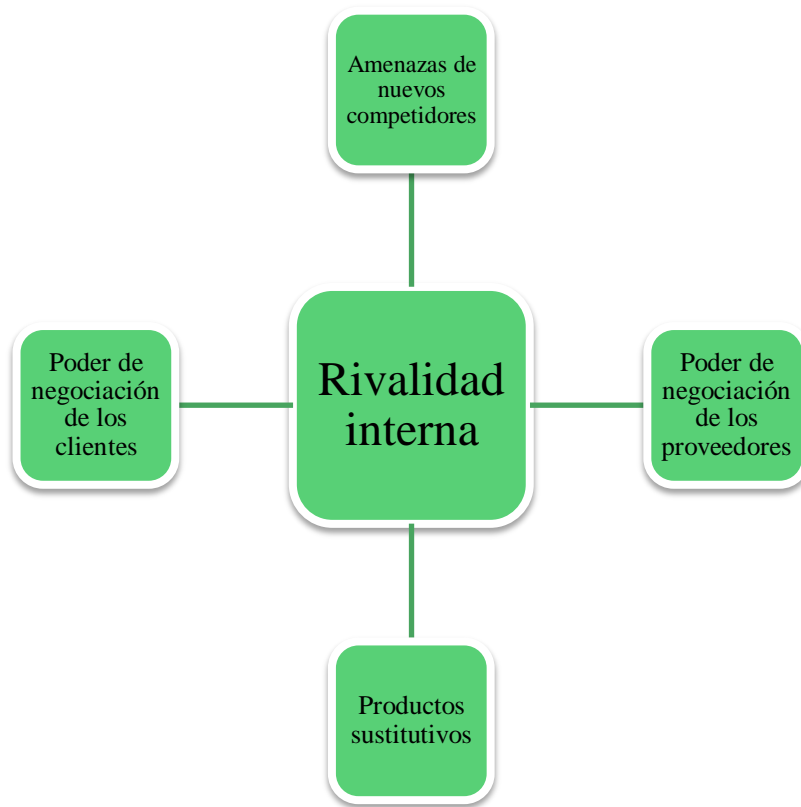 Amenazas de
nuevos
competidores
Poder de
negociación
de los
clientes
Rivalidad
interna
Poder de
negociación
de los
proveedores
Productos
sustitutivos